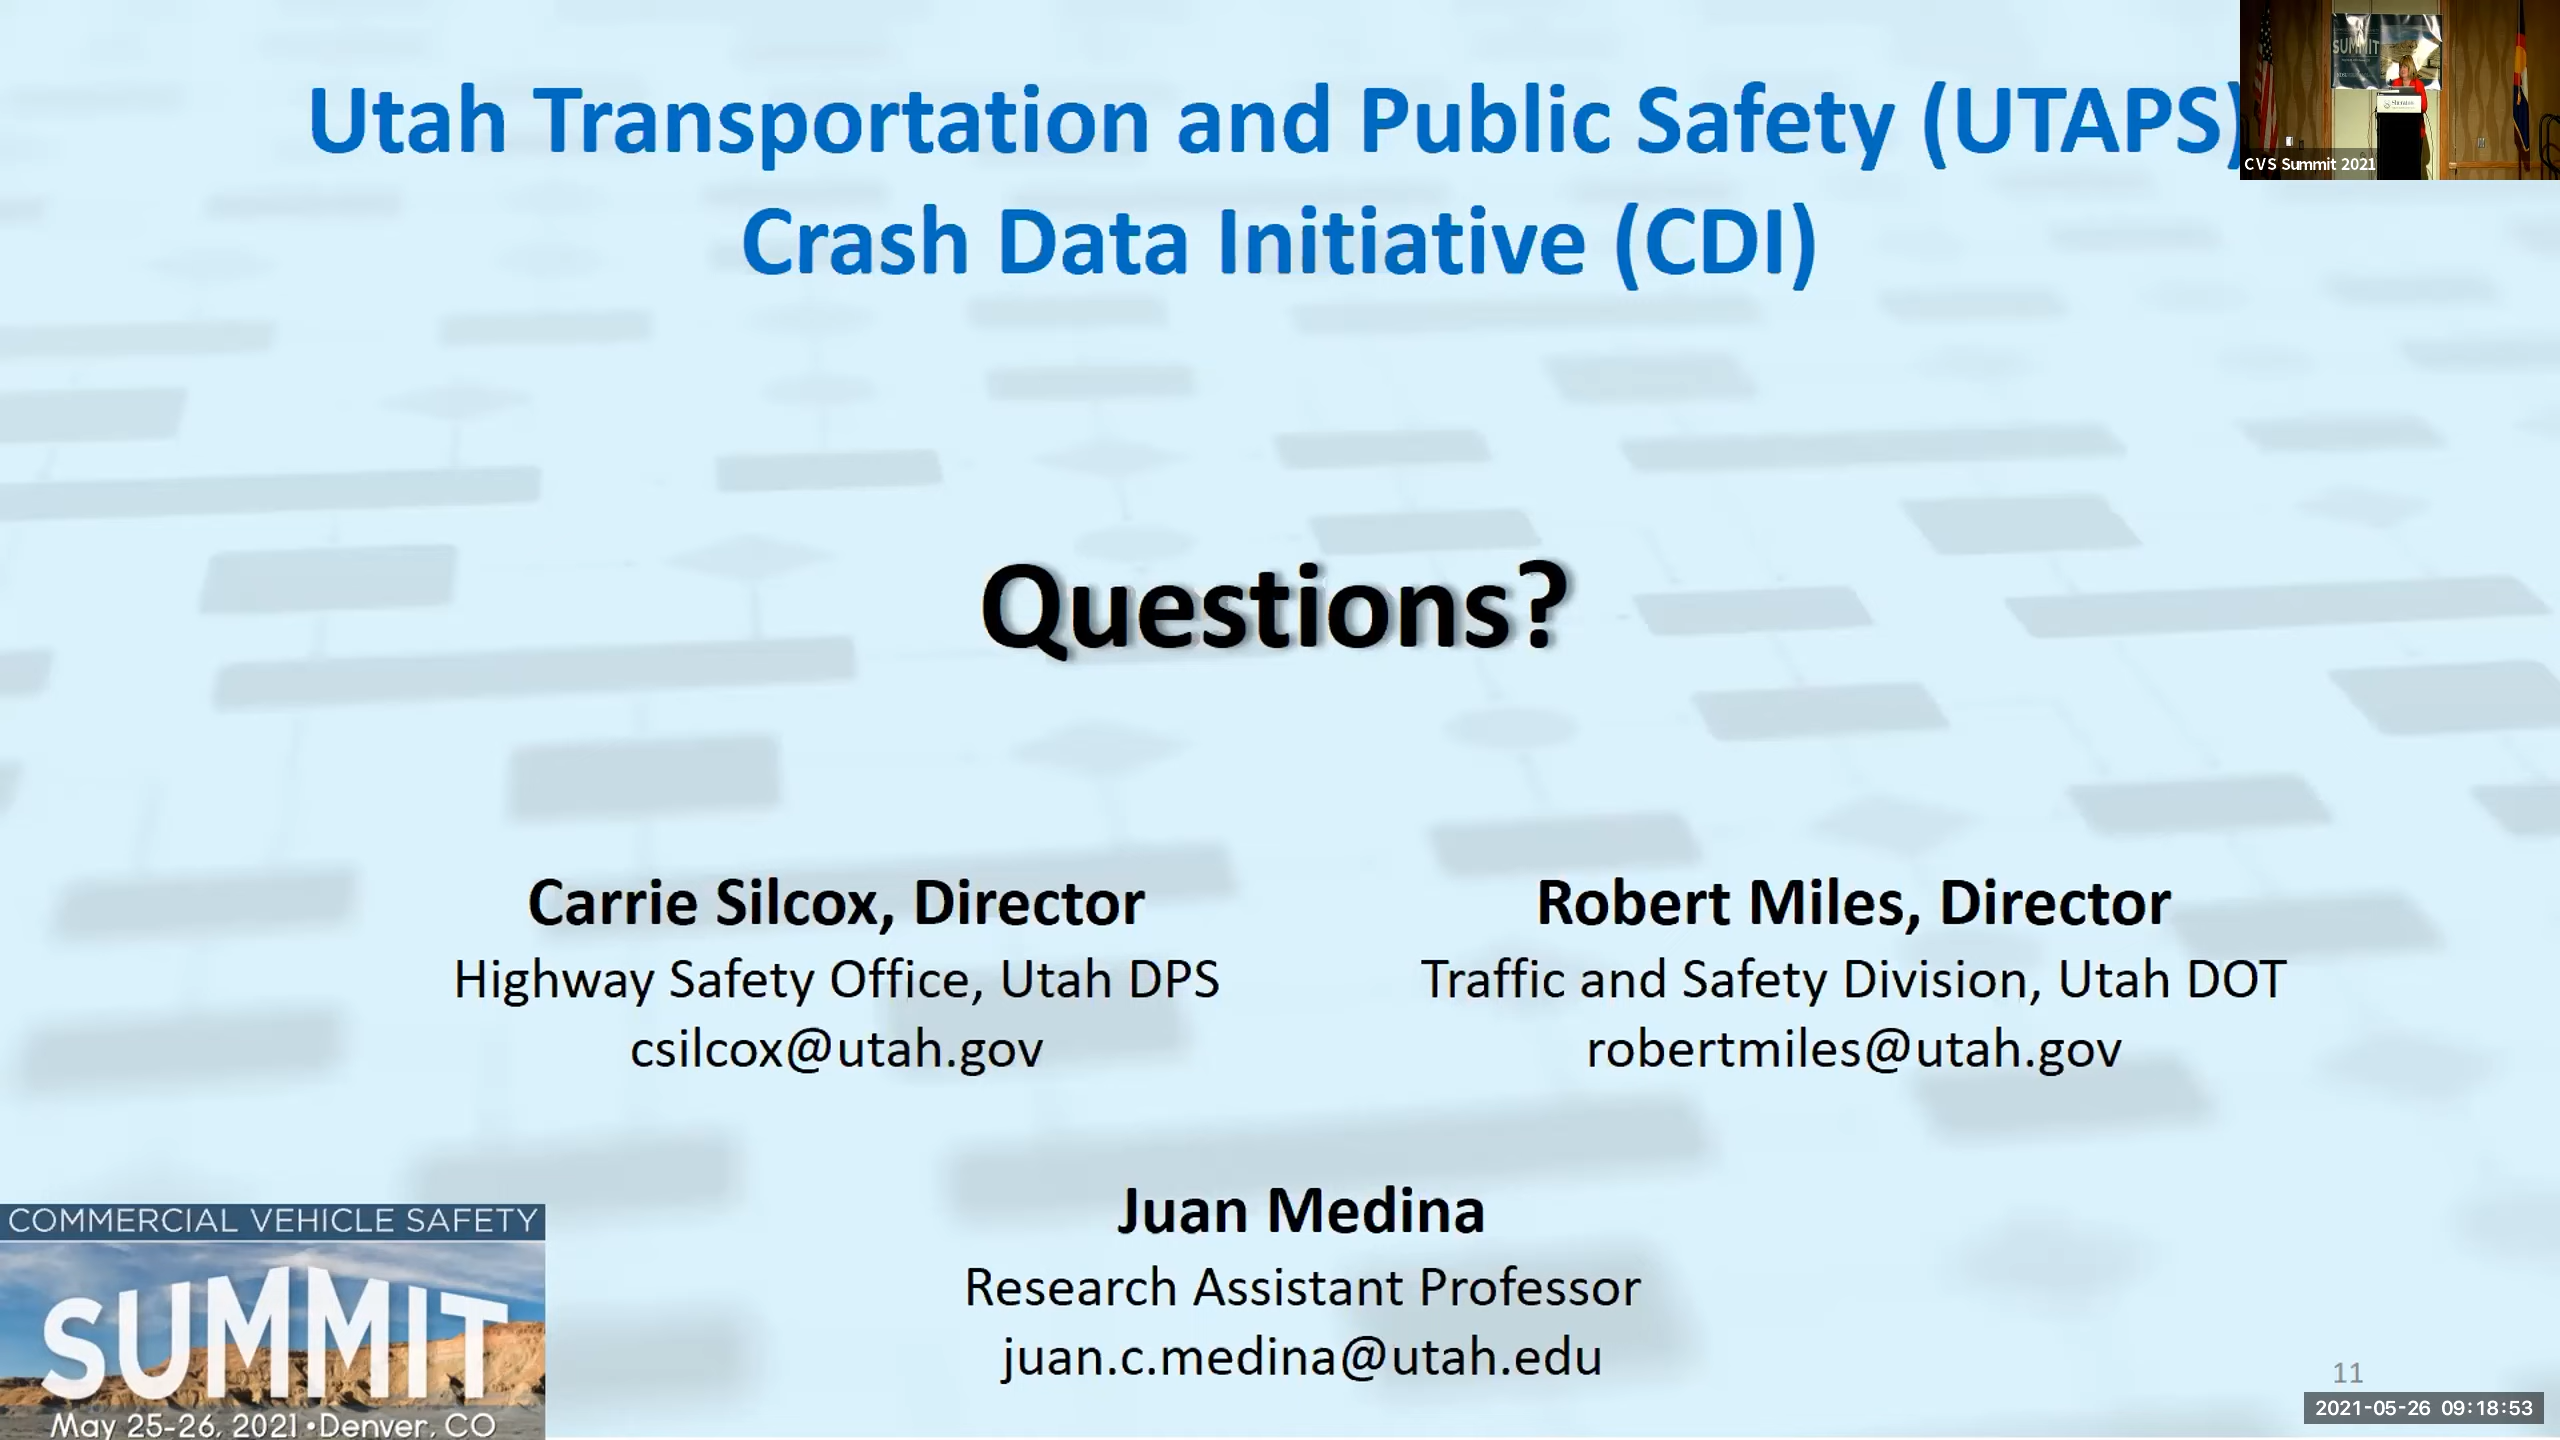 Utah Transportation and Public Safety (UTAPS)
Crash Data Initiative (CDI)
SUMMIT
Sheraton
CVS Summit 2021
Questions?
Carrie Silcox, Director
Highway Safety Office, Utah DPS
csilcox@utah.gov
Robert Miles, Director
Traffic and Safety Division, Utah DOT
robertmiles@utah.gov
Juan Medina
Research Assistant Professor
juan.c.medina@utah.edu
COMMERCIAL VEHICLE SAFETY
SUMMIT
May 25-26, 2021 •Denver, CO
11
2021-05-26 09:18:53